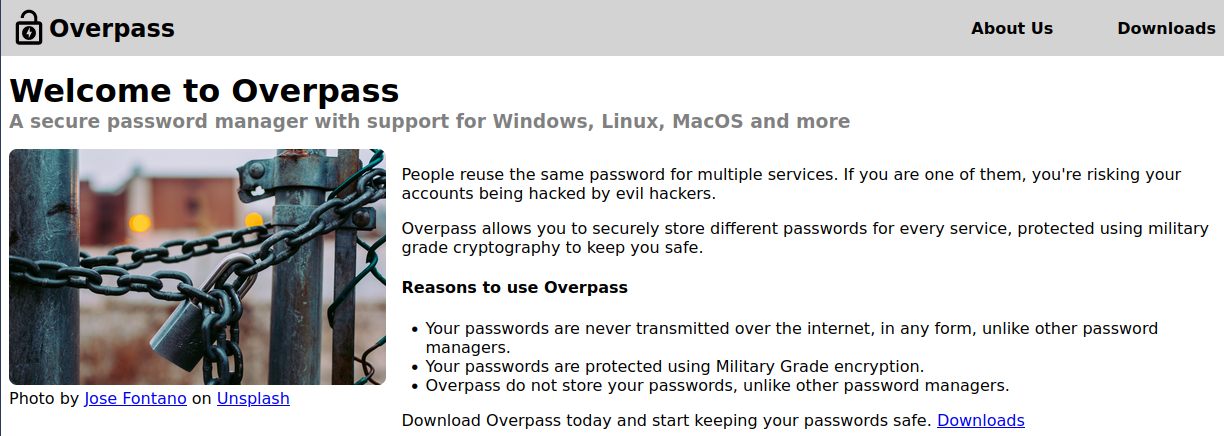 Overpass
About Us
Downloads
Welcome to Overpass
A secure password manager with support for Windows, Linux, MacOS and more
People reuse the same password for multiple services. If you are one of them, you're risking your
accounts being hacked by evil hackers.
Overpass allows you to securely store different passwords for every service, protected using military
grade cryptography to keep you safe.
Reasons to use Overpass
• Your passwords are never transmitted over the internet, in any form, unlike other password
managers.
• Your passwords are protected using Military Grade encryption.
• Overpass do not store your passwords, unlike other password managers.
Download Overpass today and start keeping your passwords safe. Downloads
Photo by Jose Fontano on Unsplash